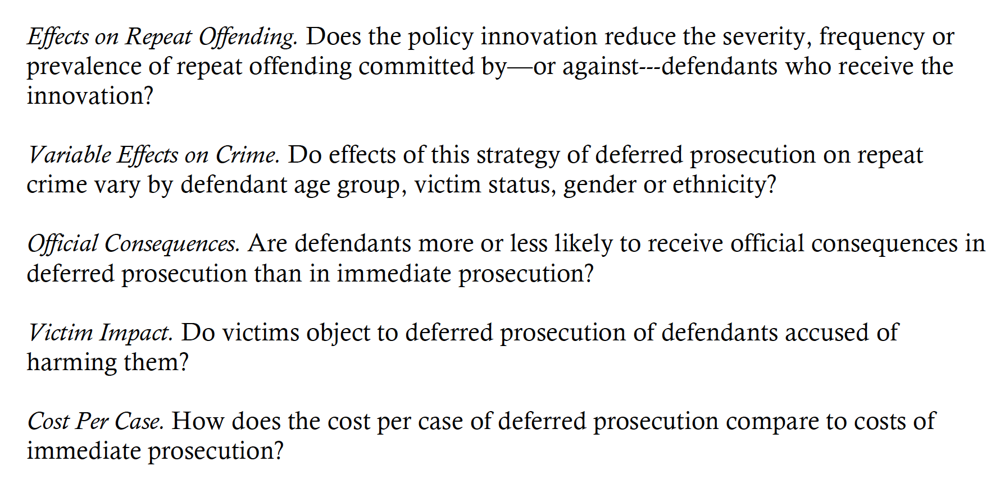 Effects on Repeat Offending. Does the policy innovation reduce the severity, frequency or
prevalence of repeat offending committed by—or against---defendants who receive the
innovation?
Variable Effects on Crime. Do effects of this strategy of deferred prosecution on repeat
crime vary by defendant age group, victim status, gender or ethnicity?
Official Consequences. Are defendants more or less likely to receive official consequences in
deferred prosecution than in immediate prosecution?
Victim Impact. Do victims object to deferred prosecution of defendants accused of
harming them?
Cost Per Case. How does the cost per case of deferred prosecution compare to costs of
immediate prosecution?